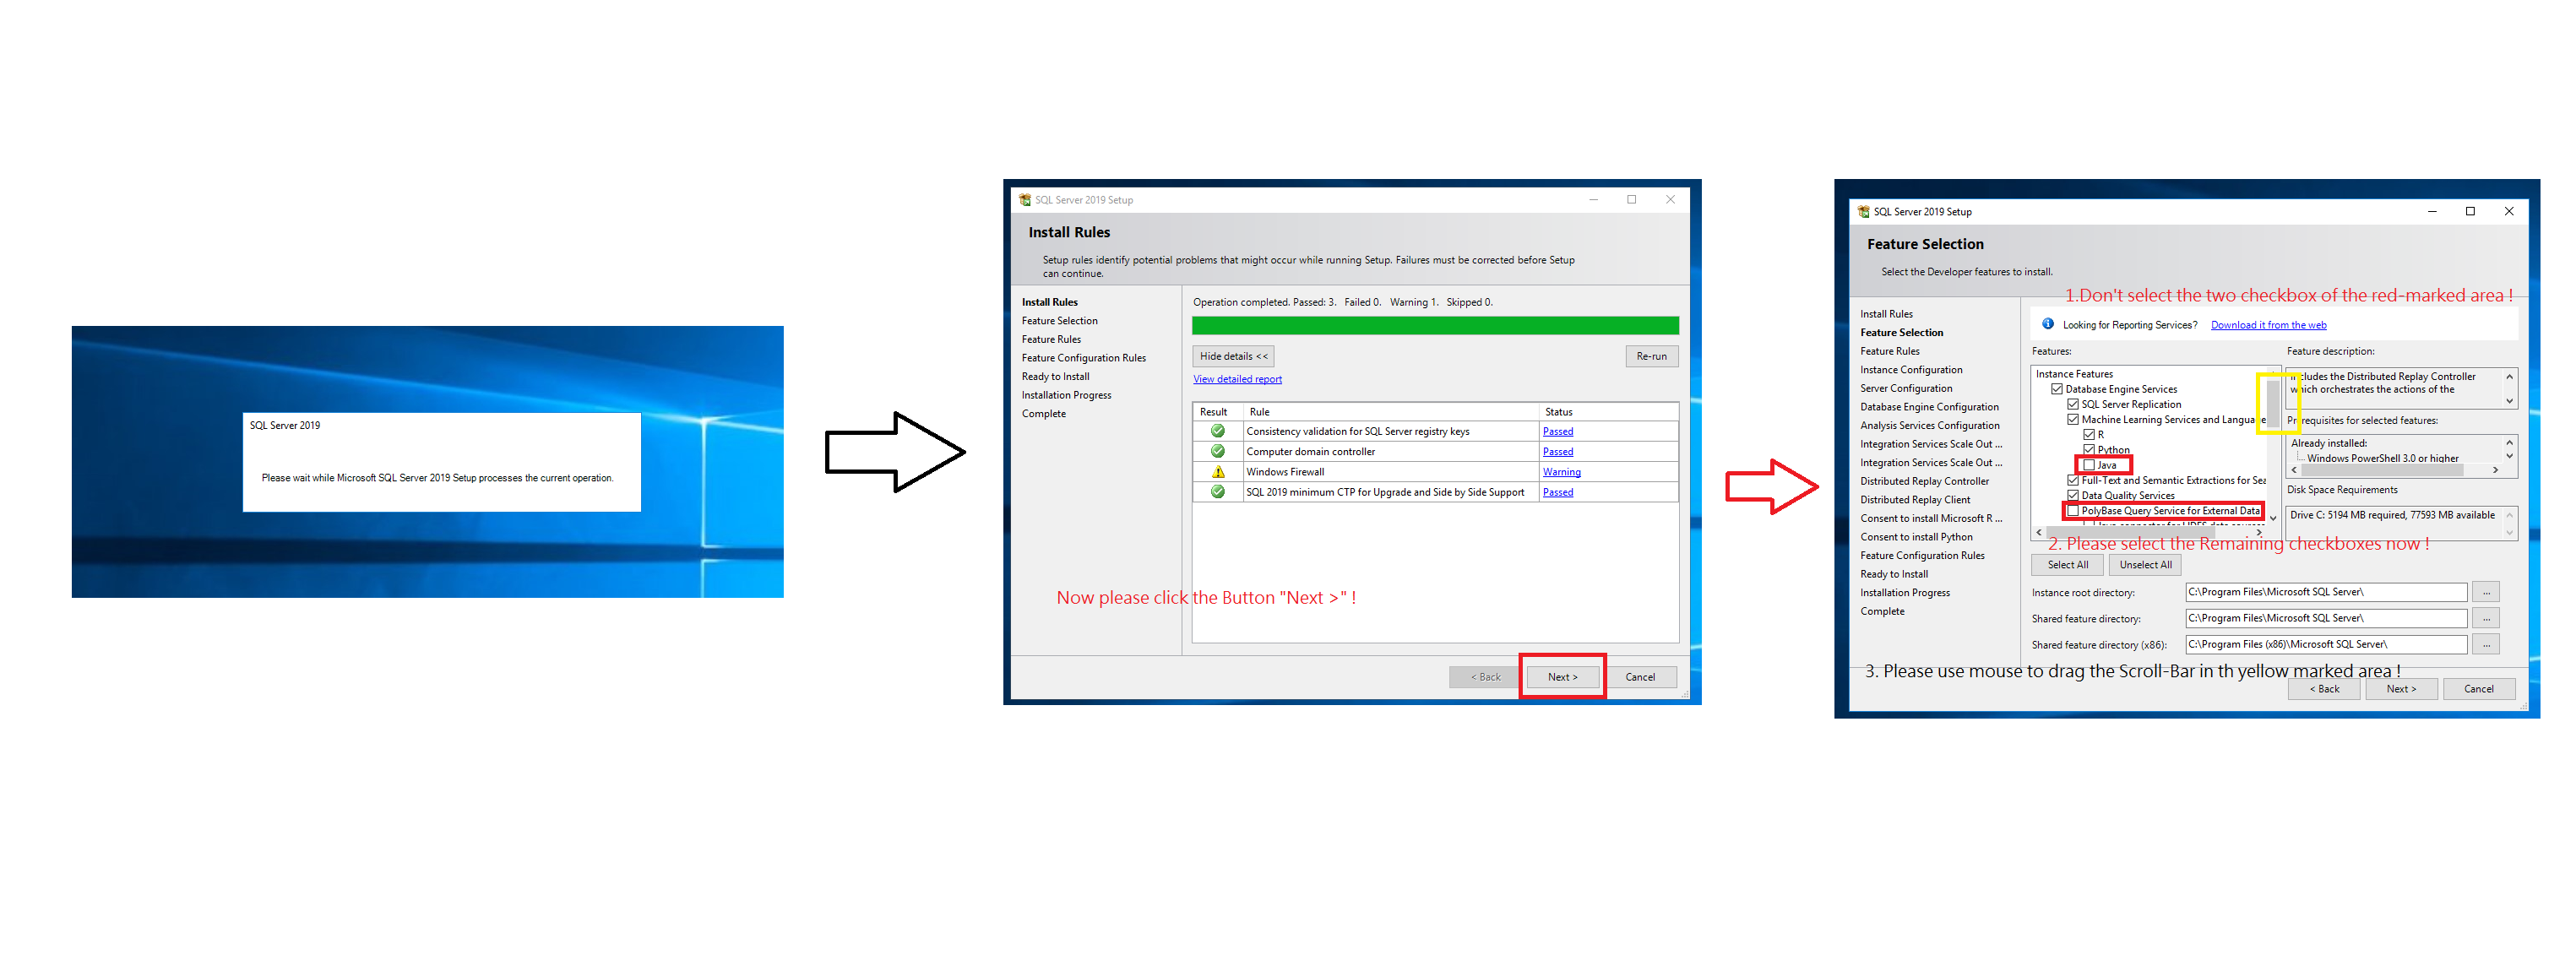 SQL Server 2019
Please wait while Microsoft SQL Server 2019 Setup processes the current operation.
SQL Server 2019 Setup
Install Rules
Setup rules identify potential problems that might occur while running Setup. Failures must be corrected before Setup
can continue.
Install Rules
Feature Selection
Feature Rules
Feature Configuration Rules
Ready to Install
Installation Progress
Complete
Operation completed. Passed: 3. Failed 0. Warning 1. Skipped 0.
Hide details <<
Re-run
View detailed report
Result Rule Status
Consistency validation for SQL Server registry keys Passed
Computer domain controller Passed
Windows Firewall Warning
SQL 2019 minimum CTP for Upgrade and Side by Side Support Passed
Now please click the Button "Next >" !
< Back Next > Cancel
SQL Server 2019 Setup
Feature Selection
Select the Developer features to install.
1.Don't select the two checkbox of the red-marked area !
Install Rules
Feature Selection
Feature Rules
Instance Configuration
Server Configuration
Database Engine Configuration
Analysis Services Configuration
Integration Services Scale Out ...
Integration Services Scale Out ...
Distributed Replay Controller
Distributed Replay Client
Consent to install Microsoft R ...
Consent to install Python
Feature Configuration Rules
Ready to Install
Installation Progress
Complete
Looking for Reporting Services? Download it from the web
Features:
Instance Features
Database Engine Services
SQL Server Replication
Machine Learning Services and Language
R
Python
Java
Full-Text and Semantic Extractions for Sea
Data Quality Services
PolyBase Query Service for External Data
Feature description:
Includes the Distributed Replay Controller
which orchestrates the actions of the
Prerequisites for selected features:
Already installed:
Windows PowerShell 3.0 or higher
Disk Space Requirements
Drive C: 5194 MB required, 77593 MB available
2. Please select the Remaining checkboxes now !
Select All Unselect All
Instance root directory: C:\Program Files\Microsoft SQL Server\ ...
Shared feature directory: C:\Program Files\Microsoft SQL Server\ ...
Shared feature directory (x86): C:\Program Files (x86)\Microsoft SQL Server\ ...
3. Please use mouse to drag the Scroll-Bar in th yellow marked area !
< Back Next > Cancel